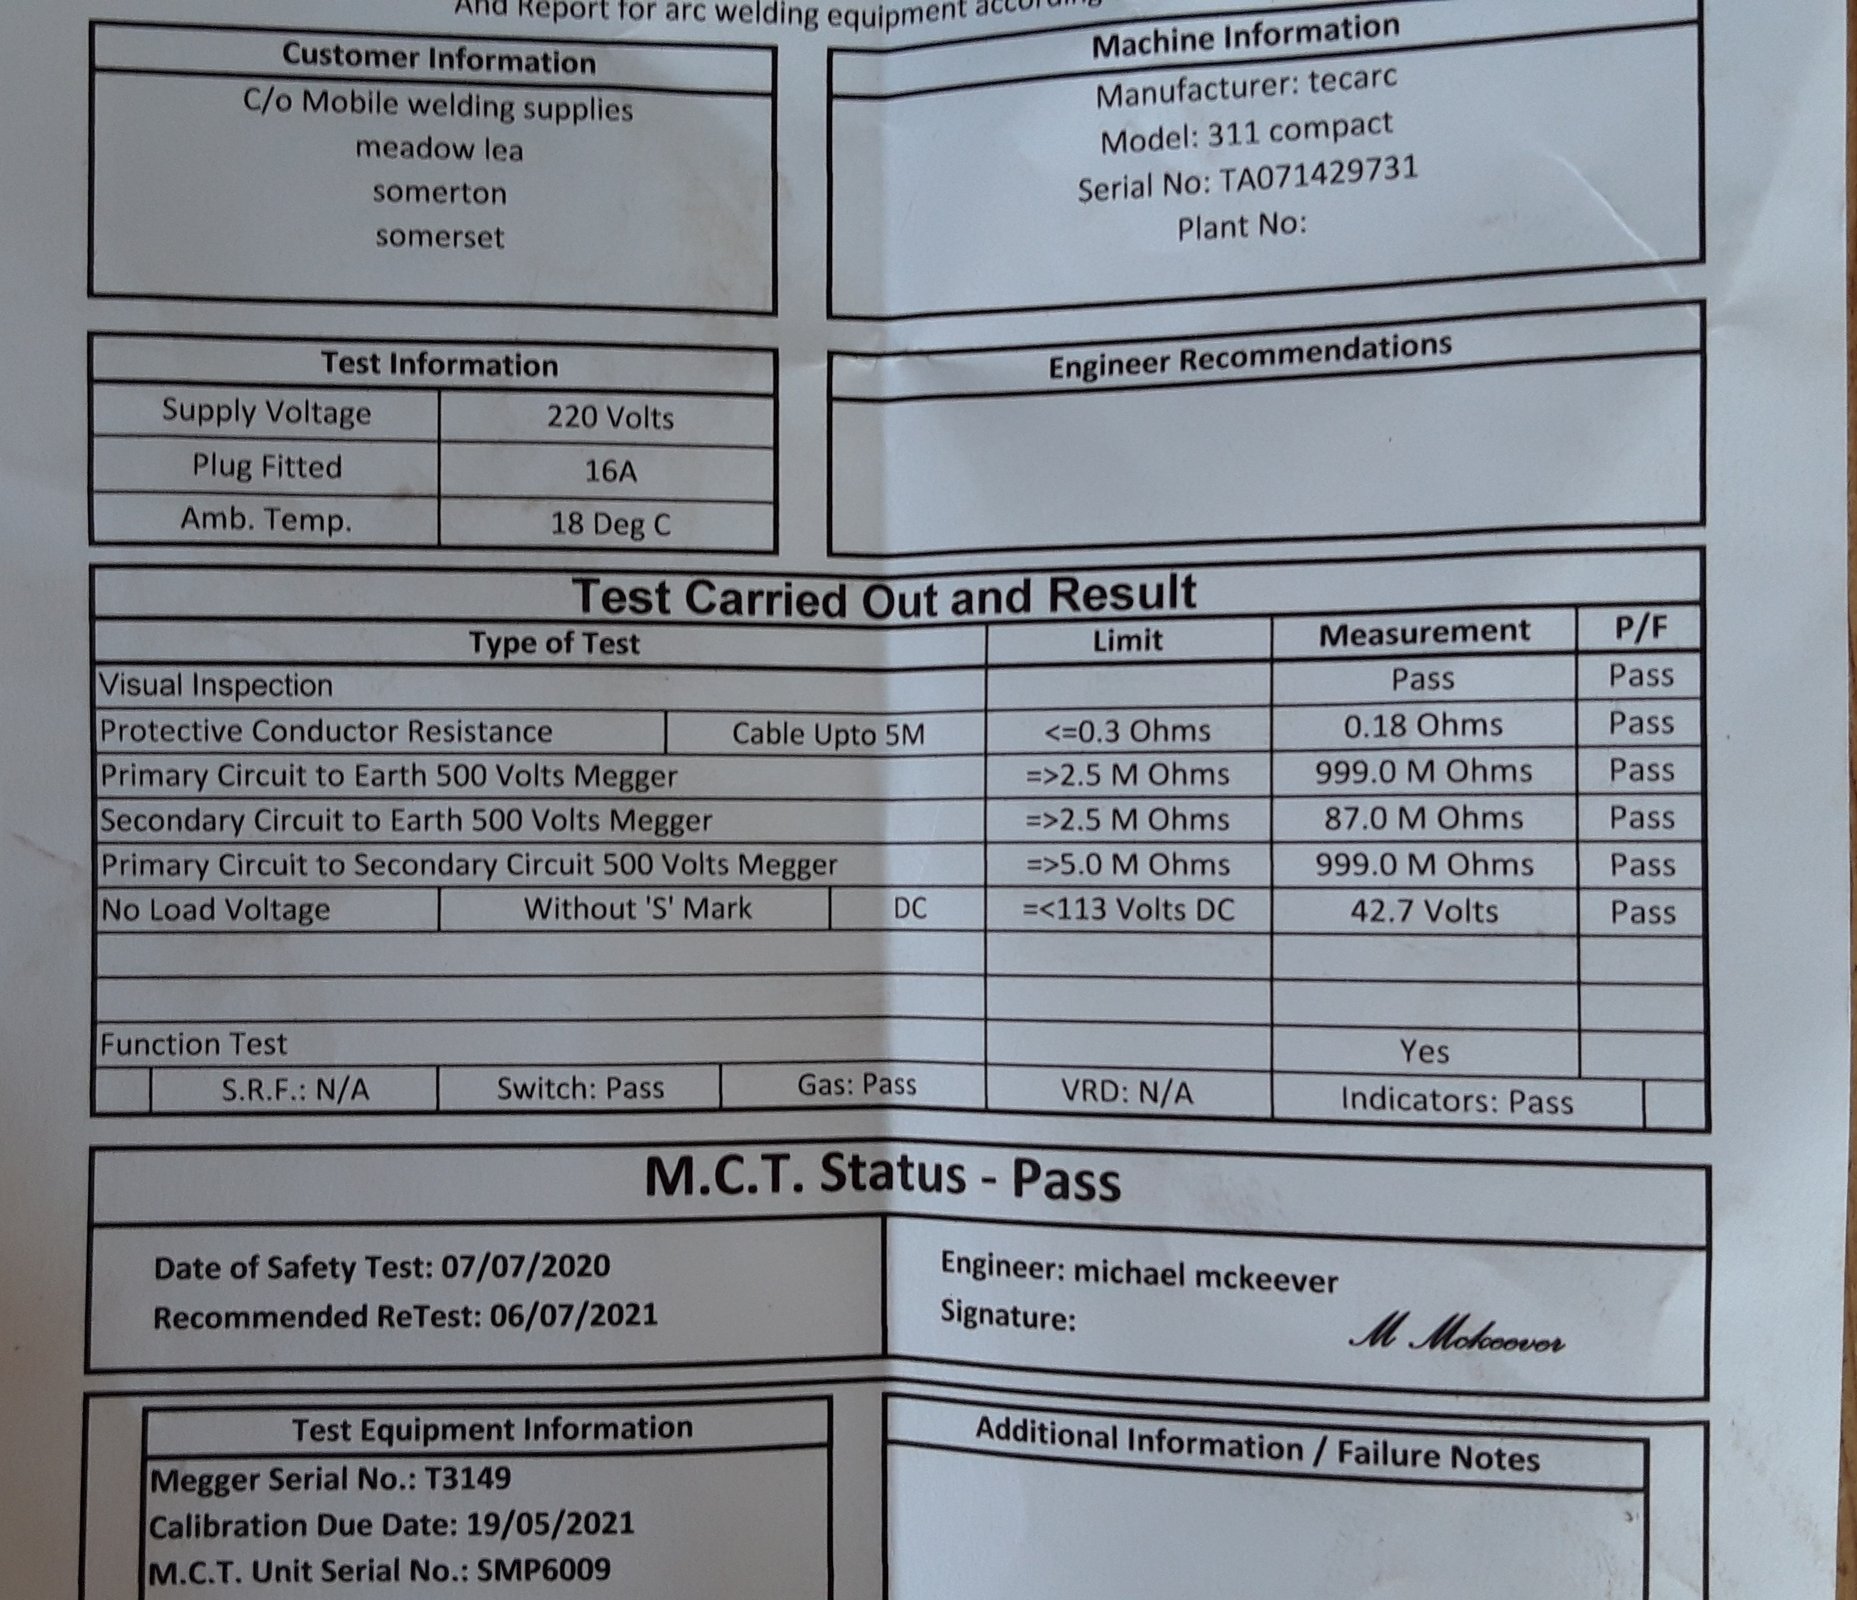 And Report for arc welding equipment according
Customer Information
C/o Mobile welding supplies
meadow lea
somerton
somerset
Machine Information
Manufacturer: tecarc
Model: 311 compact
Serial No: TA071429731
Plant No:
Test Information
Supply Voltage 220 Volts
Plug Fitted 16A
Amb. Temp. 18 Deg C
Engineer Recommendations
Test Carried Out and Result
Type of Test Limit Measurement P/F
Visual Inspection Pass Pass
Protective Conductor Resistance Cable Upto 5M <=0.3 Ohms 0.18 Ohms Pass
Primary Circuit to Earth 500 Volts Megger =>2.5 M Ohms 999.0 M Ohms Pass
Secondary Circuit to Earth 500 Volts Megger =>2.5 M Ohms 87.0 M Ohms Pass
Primary Circuit to Secondary Circuit 500 Volts Megger =>5.0 M Ohms 999.0 M Ohms Pass
No Load Voltage Without 'S' Mark DC =<113 Volts DC 42.7 Volts Pass
Function Test Yes
S.R.F.: N/A Switch: Pass Gas: Pass VRD: N/A Indicators: Pass
M.C.T. Status - Pass
Date of Safety Test: 07/07/2020
Recommended ReTest: 06/07/2021
Engineer: michael mckeever
Signature: M Mckeever
Test Equipment Information
Megger Serial No.: T3149
Calibration Due Date: 19/05/2021
M.C.T. Unit Serial No.: SMP6009
Additional Information / Failure Notes